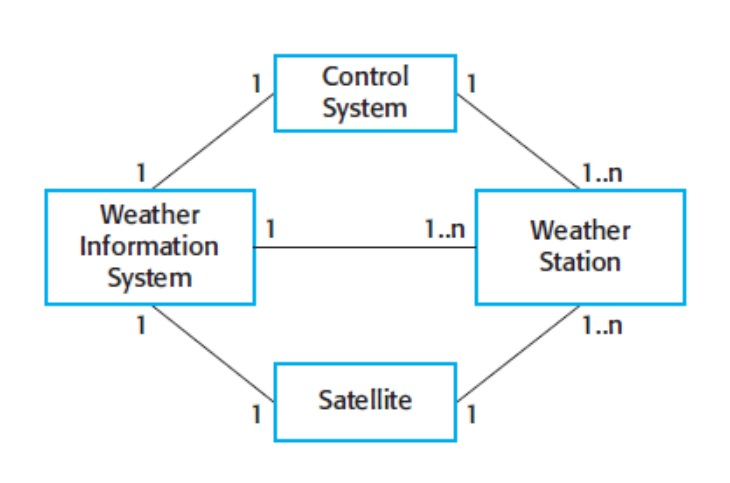 1
Control
System
1
1
1..n
Weather
Information
System
1
1..n
Weather
Station
1
1..n
Satellite
1
1